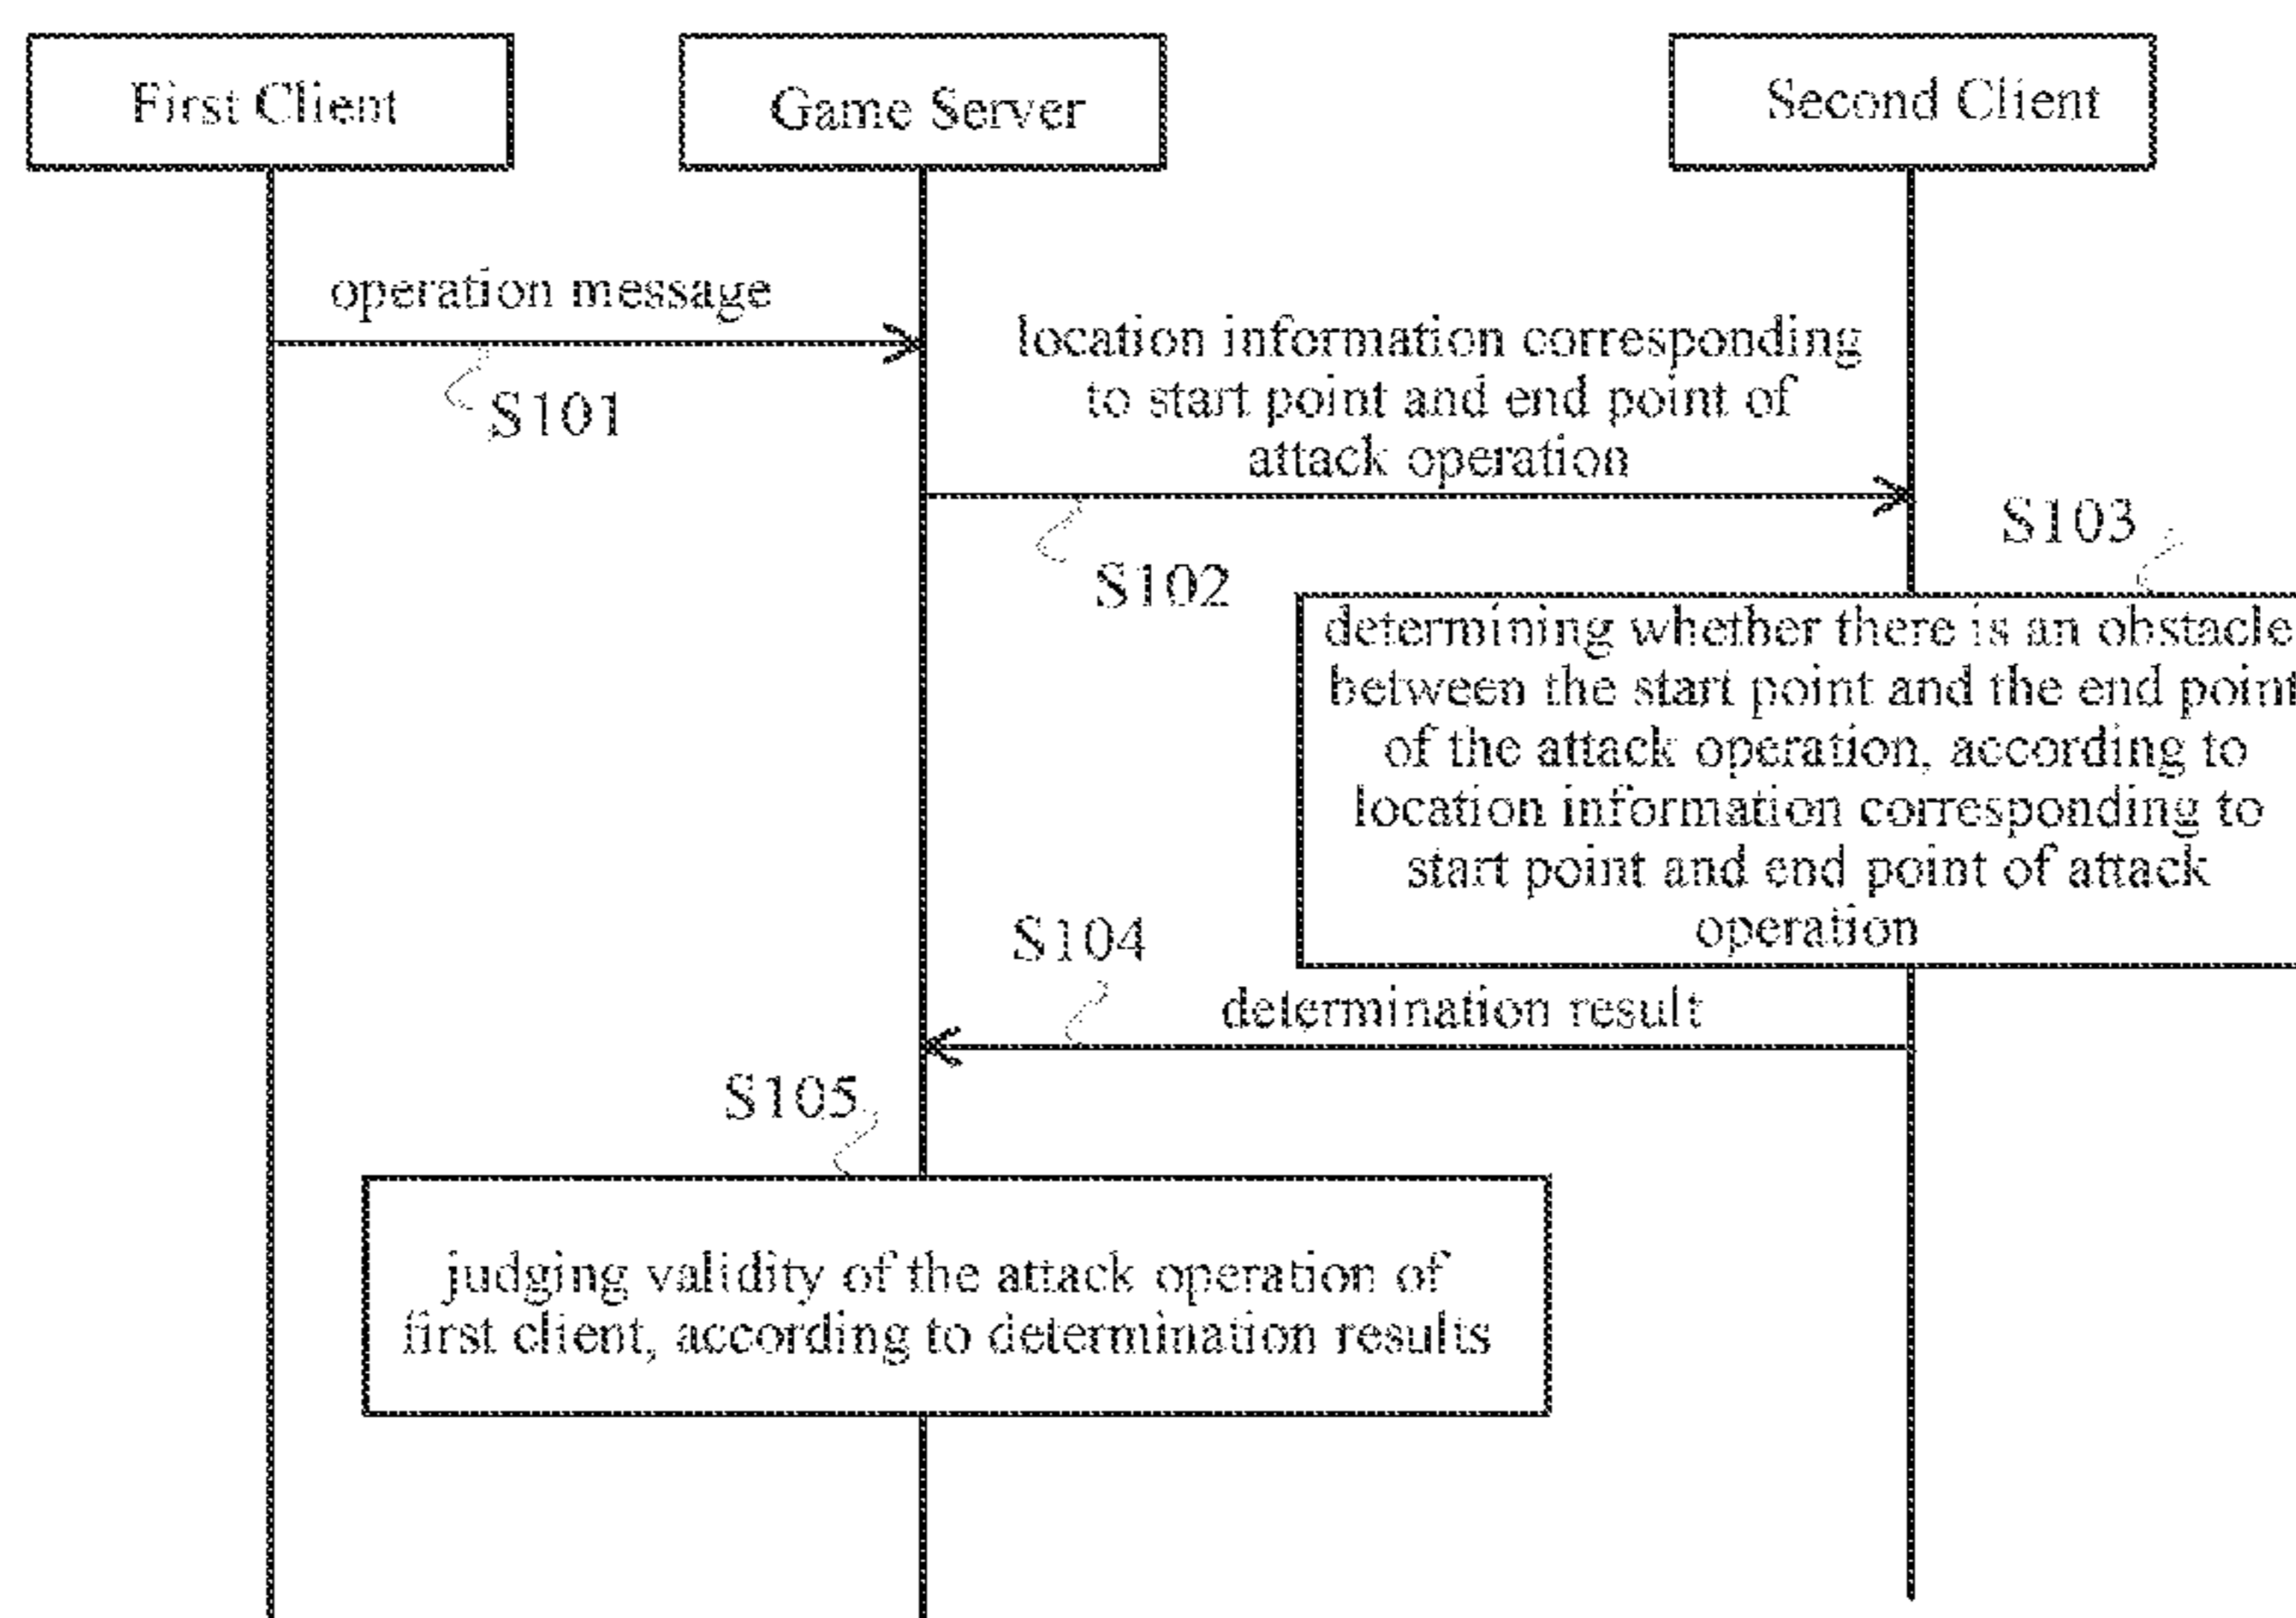 First Client
Game Server
Second Client
operation message
S101
location information corresponding
to start point and end point of
attack operation
S102
S103
determining whether there is an obstacle
between the start point and the end point
of the attack operation, according to
location information corresponding to
start point and end point of attack
operation
S104
determination result
S105
judging validity of the attack operation of
first client, according to determination results